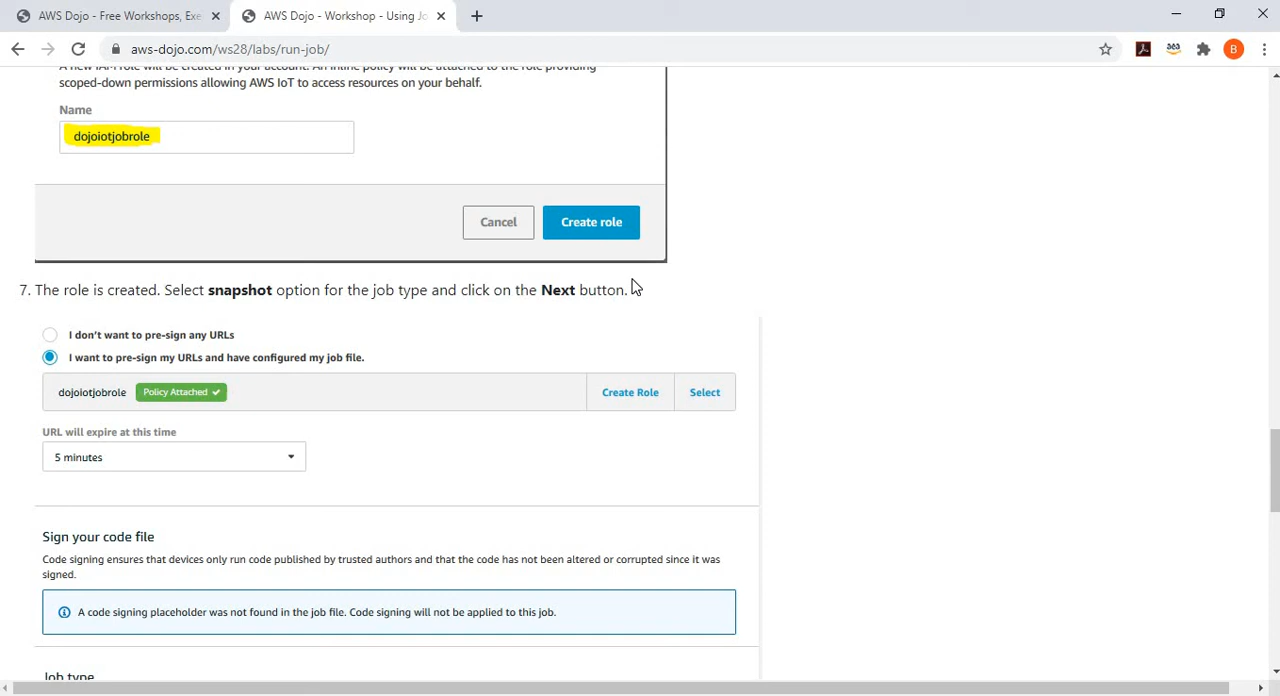 AWS Dojo - Free Workshops, Exe
AWS Dojo - Workshop - Using Jo
aws-dojo.com/ws28/labs/run-job/
B
A new IAM role will be created in your account. An inline policy will be attached to the role providing
scoped-down permissions allowing AWS IoT to access resources on your behalf.
Name
dojoiotjobrole
Cancel
Create role
7. The role is created. Select snapshot option for the job type and click on the Next button.
I don't want to pre-sign any URLs
I want to pre-sign my URLs and have configured my job file.
dojoiotjobrole
Policy Attached
Create Role
Select
URL will expire at this time
5 minutes
Sign your code file
Code signing ensures that devices only run code published by trusted authors and that the code has not been altered or corrupted since it was
signed.
A code signing placeholder was not found in the job file. Code signing will not be applied to this job.
Job type